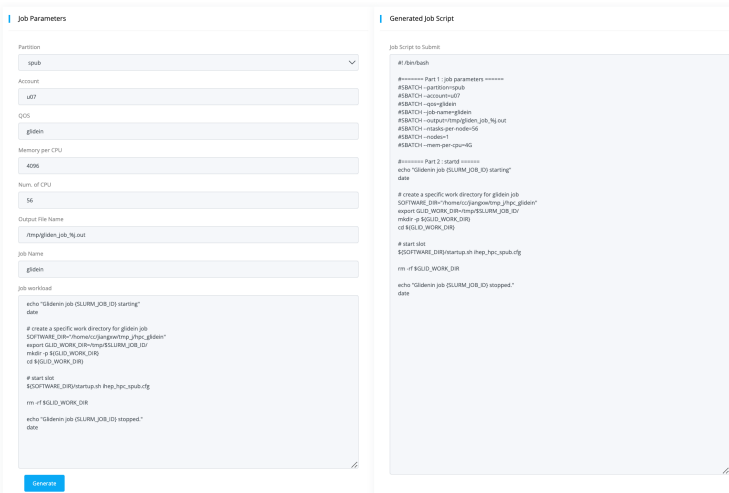 Job Parameters
Partition
spub
Account
u07
QOS
glidein
Memory per CPU
4096
Num. of CPU
56
Output File Name
/tmp/gliden_job_%j.out
Job Name
glidein
Job workload
echo "Glidenin job {SLURM_JOB_ID} starting"
date
# create a specific work directory for glidein job
SOFTWARE_DIR="/home/cc/jiangxw/tmp_j/hpc_glidein"
export GLID_WORK_DIR=/tmp/$SLURM_JOB_ID/
mkdir -p ${GLID_WORK_DIR}
cd ${GLID_WORK_DIR}
# start slot
${SOFTWARE_DIR}/startup.sh ihep_hpc_spub.cfg
rm -rf $GLID_WORK_DIR
echo "Glidenin job {SLURM_JOB_ID} stopped."
date
Generate
Generated Job Script
Job Script to Submit
#! /bin/bash
#======= Part 1 : job parameters ======
#SBATCH --partition=spub
#SBATCH --account=u07
#SBATCH --qos=glidein
#SBATCH --job-name=glidein
#SBATCH --output=/tmp/gliden_job_%j.out
#SBATCH --ntasks-per-node=56
#SBATCH --nodes=1
#SBATCH --mem-per-cpu=4G
#======= Part 2 : startd ======
echo "Glidenin job {SLURM_JOB_ID} starting"
date
# create a specific work directory for glidein job
SOFTWARE_DIR="/home/cc/jiangxw/tmp_j/hpc_glidein"
export GLID_WORK_DIR=/tmp/$SLURM_JOB_ID/
mkdir -p ${GLID_WORK_DIR}
cd ${GLID_WORK_DIR}
# start slot
${SOFTWARE_DIR}/startup.sh ihep_hpc_spub.cfg
rm -rf $GLID_WORK_DIR
echo "Glidenin job {SLURM_JOB_ID} stopped."
date